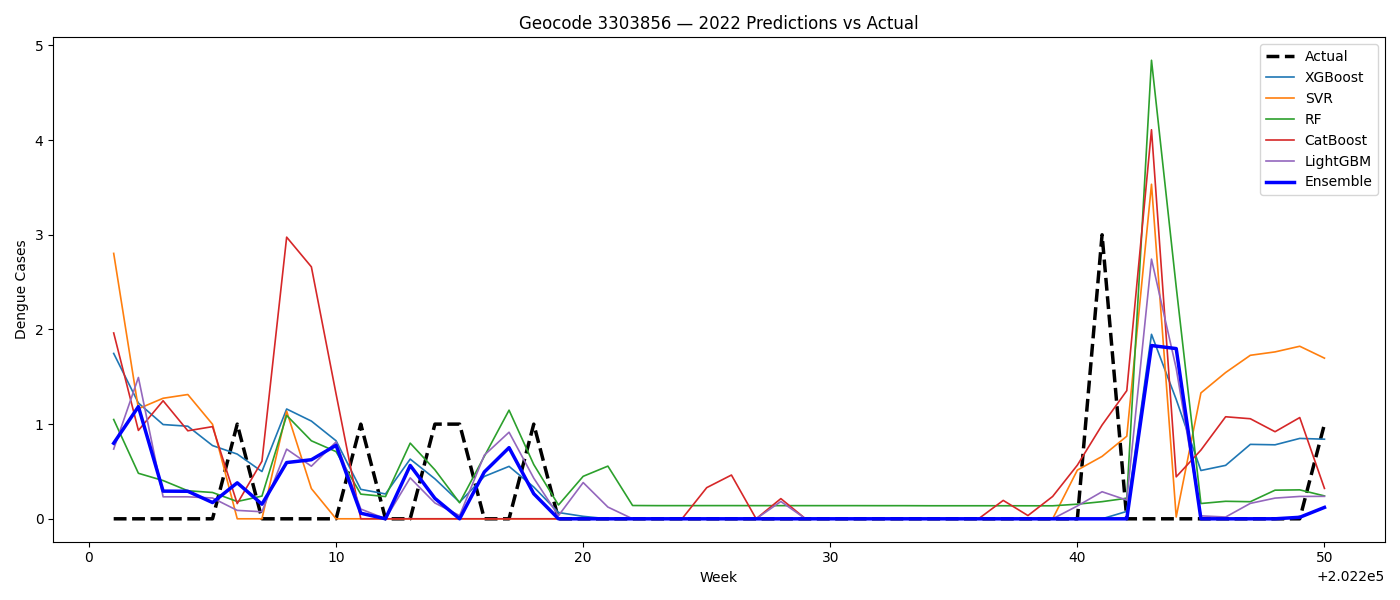 Geocode 3303856 — 2022 Predictions vs Actual
5
4
3
2
1
0
Dengue Cases
Actual
XGBoost
SVR
RF
CatBoost
LightGBM
Ensemble
0 10 20 30 40 50
Week
+2.022e5